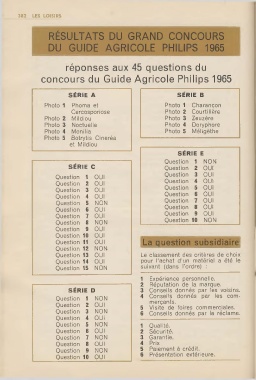 102 LES LOISIRS
RÉSULTATS DU GRAND CONCOURS
DU GUIDE AGRICOLE PHILIPS 1965
réponses aux 45 questions du
concours du Guide Agricole Philips 1965
SÉRIE A
Photo 1 Phoma et
Cercosporiose
Photo 2 Mildiou
Photo 3 Noctuelle
Photo 4 Monilia
Photo 5 Botrytis Cineréa
et Mildiou
SÉRIE B
Photo 1 Charançon
Photo 2 Courtilière
Photo 3 Zeuzère
Photo 4 Doryphore
Photo 5 Méligèthe
SÉRIE C
Question 1 NON
Question 2 OUI
Question 3 OUI
Question 4 OUI
Question 5 NON
Question 6 OUI
Question 7 OUI
Question 8 NON
Question 9 OUI
Question 10 OUI
Question 11 OUI
Question 12 NON
Question 13 OUI
Question 14 OUI
Question 15 NON
SÉRIE D
Question 1 NON
Question 2 NON
Question 3 OUI
Question 4 OUI
Question 5 NON
Question 6 OUI
Question 7 NON
Question 8 OUI
Question 9 NON
Question 10 OUI
SÉRIE E
Question 1 NON
Question 2 OUI
Question 3 OUI
Question 4 OUI
Question 5 NON
Question 6 OUI
Question 7 OUI
Question 8 OUI
Question 9 OUI
Question 10 NON
La question subsidiaire
Le classement des critères de choix
pour l'achat d'un matériel a été le
suivant (dans l'ordre) :
1 Expérience personnelle.
2 Réputation de la marque.
3 Conseils donnés par les voisins.
4 Conseils donnés par les com-
merçants.
5 Visite de foires commerciales.
6 Conseils donnés par la réclame.
1 Qualité.
2 Sécurité.
3 Garantie.
4 Prix.
5 Paiement à crédit.
6 Présentation extérieure.